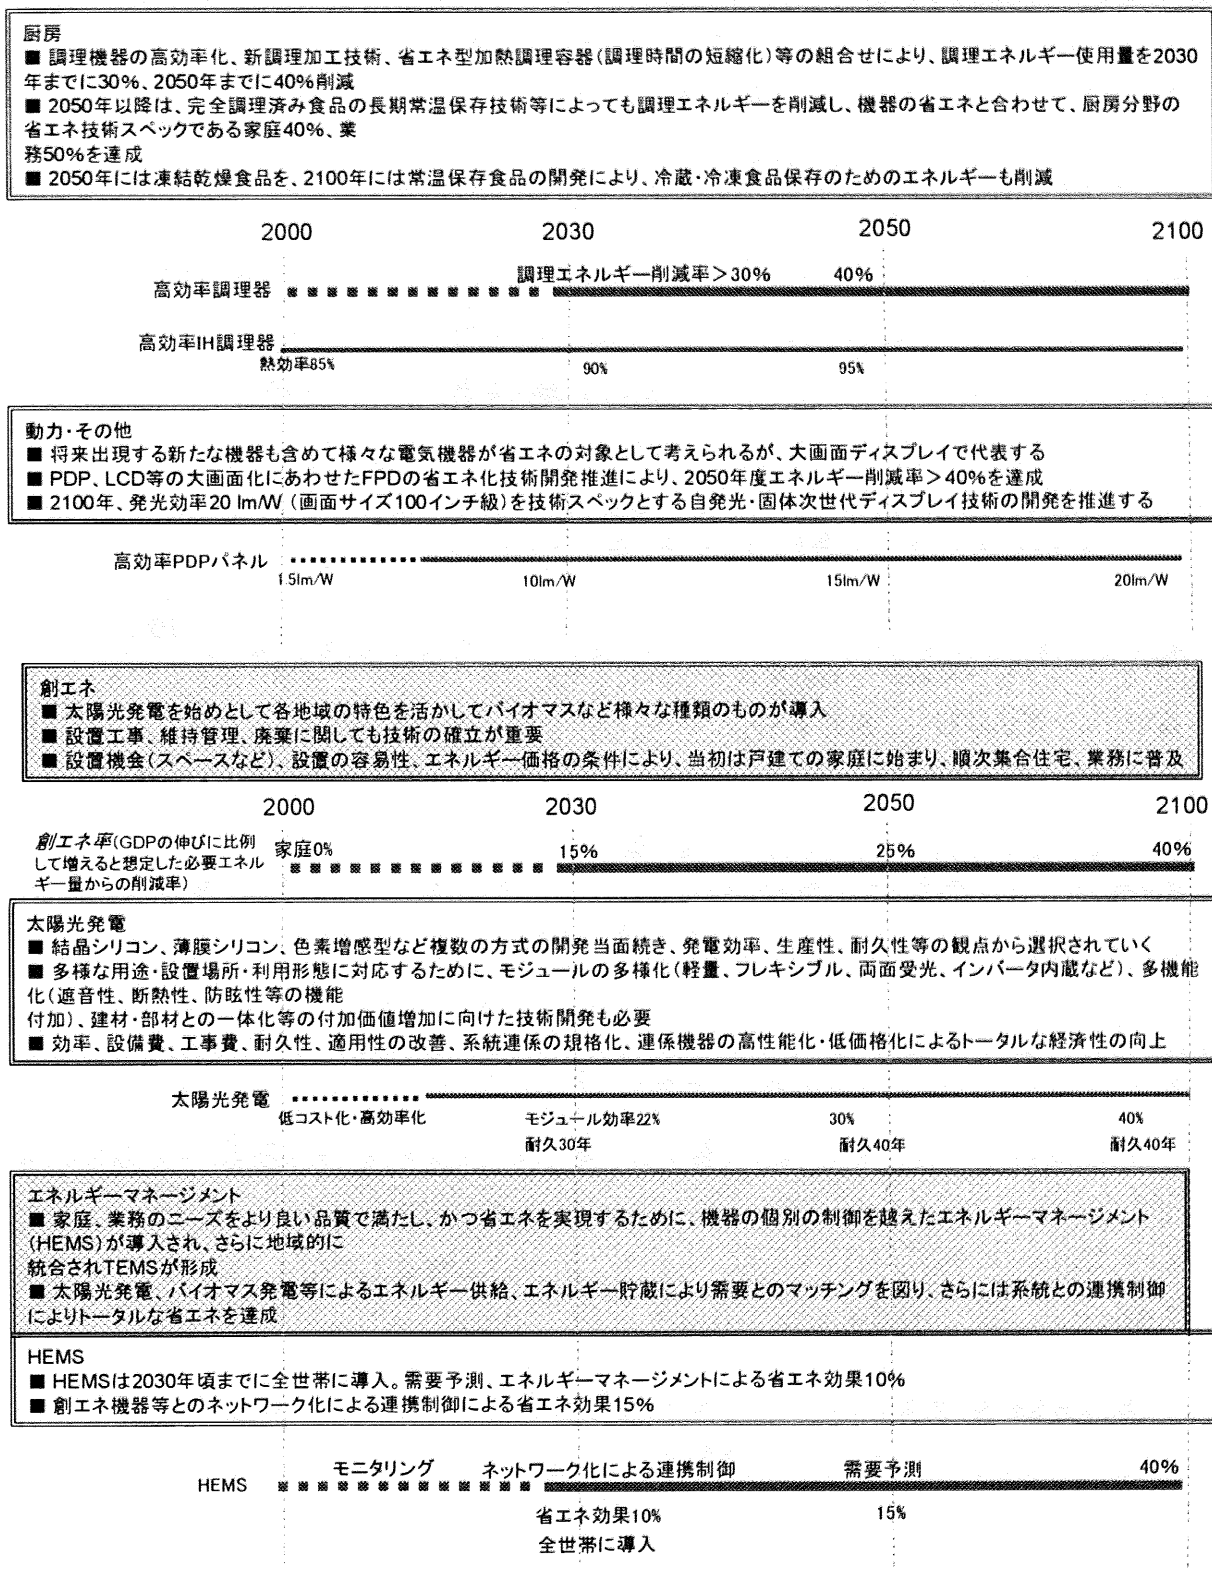 厨房
■ 調理機器の高効率化、新調理加工技術、省エネ型加熱調理容器(調理時間の短縮化)等の組合せにより、調理エネルギー使用量を2030
年までに30%、2050年までに40%削減
■ 2050年以降は、完全調理済み食品の長期常温保存技術等によっても調理エネルギーを削減し、機器の省エネと合わせて、厨房分野の
省エネ技術スペックである家庭40%、業
務50%を達成
■ 2050年には凍結乾燥食品を、2100年には常温保存食品の開発により、冷蔵・冷凍食品保存のためのエネルギーも削減
2000 2030 2050 2100
調理エネルギー削減率＞30% 40%
高効率調理器
高効率IH調理器
熱効率85% 90% 95%
動力・その他
■ 将来出現する新たな機器も含めて様々な電気機器が省エネの対象として考えられるが、大画面ディスプレイで代表する
■ PDP、LCD等の大画面化にあわせたFPDの省エネ化技術開発推進により、2050年度エネルギー削減率＞40%を達成
■ 2100年、発光効率20 lm/W (画面サイズ100インチ級)を技術スペックとする自発光・固体次世代ディスプレイ技術の開発を推進する
高効率PDPパネル
1.5lm/W 10lm/W 15lm/W 20lm/W
創エネ
■ 太陽光発電を始めとして各地域の特色を活かしてバイオマスなど様々な種類のものが導入
■ 設置工事、維持管理、廃棄に関しても技術の確立が重要
■ 設置機会(スペースなど)、設置の容易性、エネルギー価格の条件により、当初は戸建ての家庭に始まり、順次集合住宅、業務に普及
2000 2030 2050 2100
創エネ率(GDPの伸びに比例
して増えると想定した必要エネル
ギー量からの削減率)
家庭0% 15% 25% 40%
太陽光発電
■ 結晶シリコン、薄膜シリコン、色素増感型など複数の方式の開発当面続き、発電効率、生産性、耐久性等の観点から選択されていく
■ 多様な用途・設置場所・利用形態に対応するために、モジュールの多様化(軽量、フレキシブル、両面受光、インバータ内蔵など)、多機能
化(遮音性、断熱性、防眩性等の機能
付加)、建材・部材との一体化等の付加価値増加に向けた技術開発も必要
■ 効率、設備費、工事費、耐久性、適用性の改善、系統連係の規格化、連係機器の高性能化・低価格化によるトータルな経済性の向上
太陽光発電
低コスト化・高効率化 モジュール効率22% 30% 40%
耐久30年 耐久40年 耐久40年
エネルギーマネージメント
■ 家庭、業務のニーズをより良い品質で満たし、かつ省エネを実現するために、機器の個別の制御を越えたエネルギーマネージメント
(HEMS)が導入され、さらに地域的に
統合されTEMSが形成
■ 太陽光発電、バイオマス発電等によるエネルギー供給、エネルギー貯蔵により需要とのマッチングを図り、さらには系統との連携制御
によりトータルな省エネを達成
HEMS
■ HEMSは2030年頃までに全世帯に導入。需要予測、エネルギーマネージメントによる省エネ効果10%
■ 創エネ機器等とのネットワーク化による連携制御による省エネ効果15%
モニタリング ネットワーク化による連携制御 需要予測 40%
HEMS
省エネ効果10% 15%
全世帯に導入